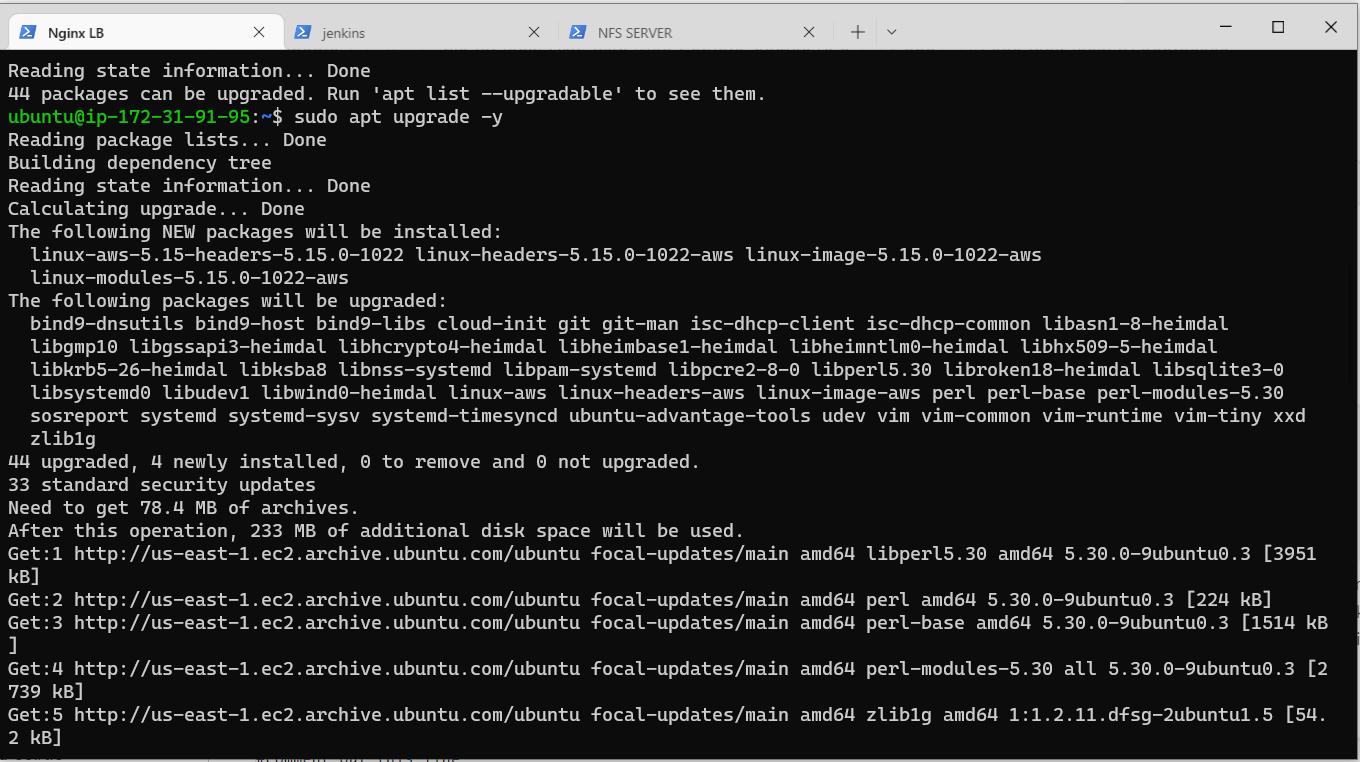 Nginx LB
jenkins
NFS SERVER
Reading state information... Done
44 packages can be upgraded. Run 'apt list --upgradable' to see them.
ubuntu@ip-172-31-91-95:~$ sudo apt upgrade -y
Reading package lists... Done
Building dependency tree
Reading state information... Done
Calculating upgrade... Done
The following NEW packages will be installed:
  linux-aws-5.15-headers-5.15.0-1022 linux-headers-5.15.0-1022-aws linux-image-5.15.0-1022-aws
  linux-modules-5.15.0-1022-aws
The following packages will be upgraded:
  bind9-dnsutils bind9-host bind9-libs cloud-init git git-man isc-dhcp-client isc-dhcp-common libasn1-8-heimdal
  libgmp10 libgssapi3-heimdal libhcrypto4-heimdal libheimbase1-heimdal libheimntlm0-heimdal libhx509-5-heimdal
  libkrb5-26-heimdal libksba8 libnss-systemd libpam-systemd libpcre2-8-0 libperl5.30 libroken18-heimdal libsqlite3-0
  libsystemd0 libudev1 libwind0-heimdal linux-aws linux-headers-aws linux-image-aws perl perl-base perl-modules-5.30
  sosreport systemd systemd-sysv systemd-timesyncd ubuntu-advantage-tools udev vim vim-common vim-runtime vim-tiny xxd
  zlib1g
44 upgraded, 4 newly installed, 0 to remove and 0 not upgraded.
33 standard security updates
Need to get 78.4 MB of archives.
After this operation, 233 MB of additional disk space will be used.
Get:1 http://us-east-1.ec2.archive.ubuntu.com/ubuntu focal-updates/main amd64 libperl5.30 amd64 5.30.0-9ubuntu0.3 [3951
kB]
Get:2 http://us-east-1.ec2.archive.ubuntu.com/ubuntu focal-updates/main amd64 perl amd64 5.30.0-9ubuntu0.3 [224 kB]
Get:3 http://us-east-1.ec2.archive.ubuntu.com/ubuntu focal-updates/main amd64 perl-base amd64 5.30.0-9ubuntu0.3 [1514 kB
]
Get:4 http://us-east-1.ec2.archive.ubuntu.com/ubuntu focal-updates/main amd64 perl-modules-5.30 all 5.30.0-9ubuntu0.3 [2
739 kB]
Get:5 http://us-east-1.ec2.archive.ubuntu.com/ubuntu focal-updates/main amd64 zlib1g amd64 1:1.2.11.dfsg-2ubuntu1.5 [54.
2 kB]